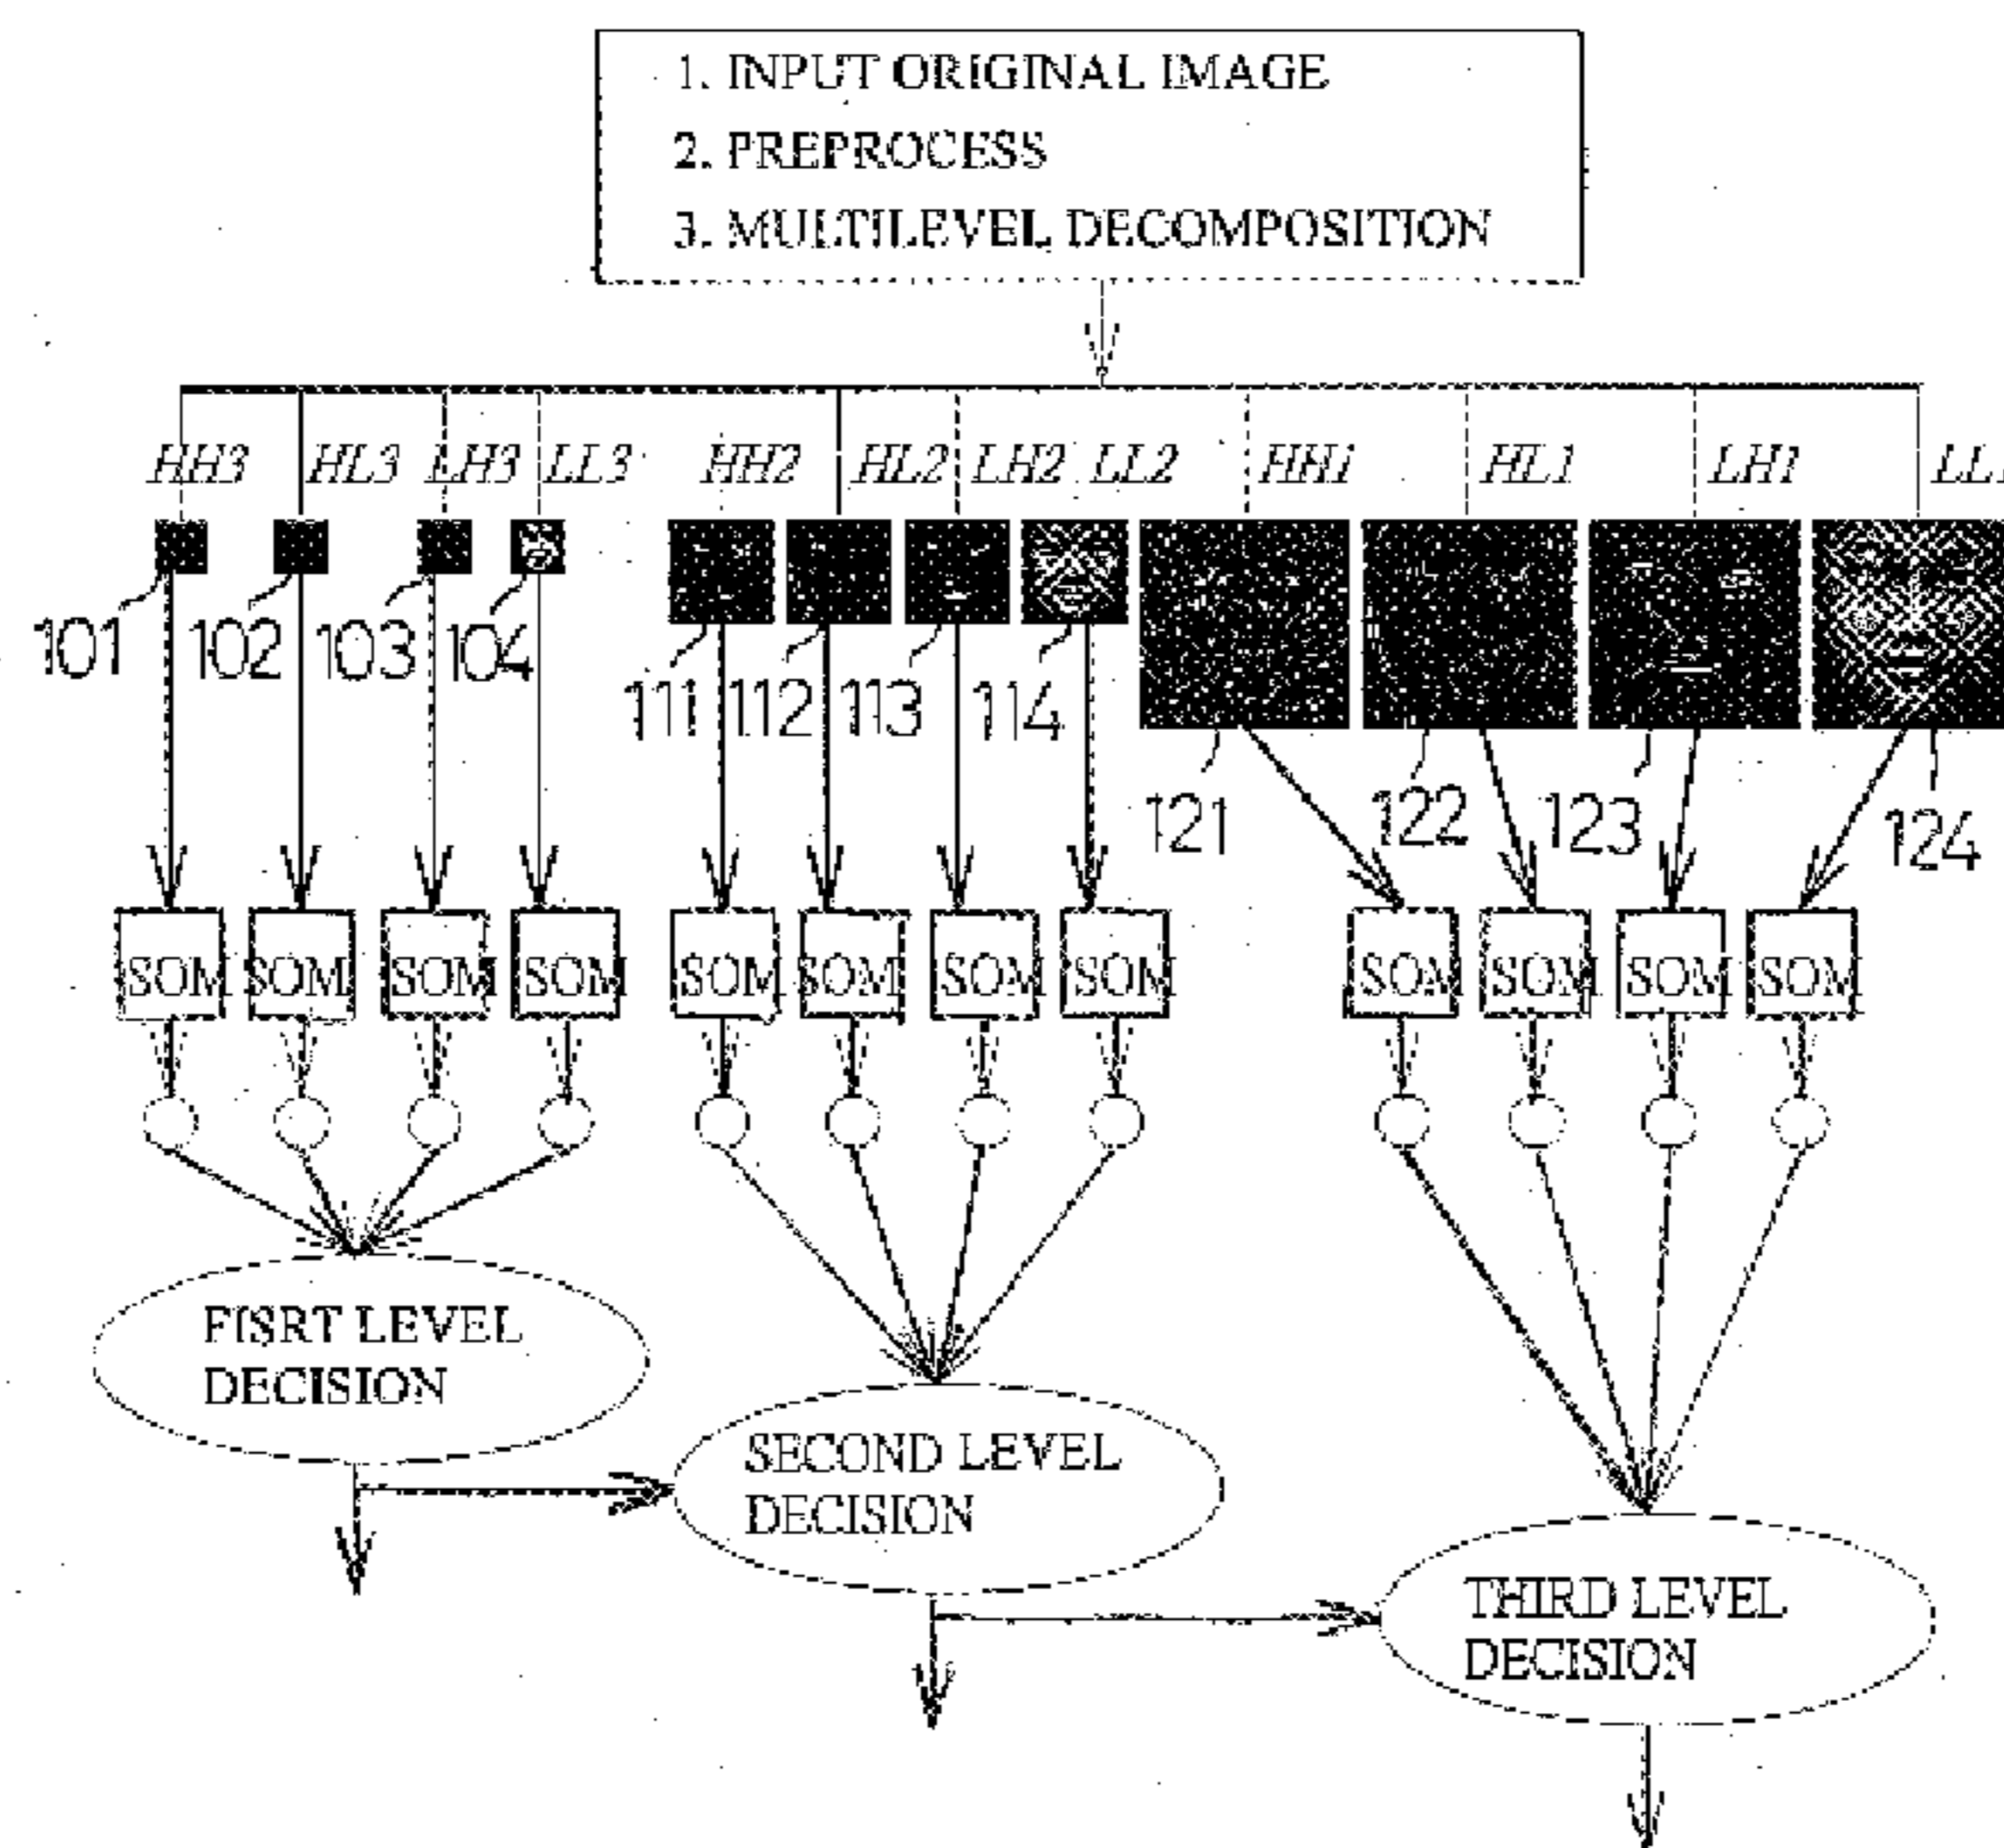 1. INPUT ORIGINAL IMAGE
2. PREPROCESS
3. MULTILEVEL DECOMPOSITION
HH3 HL3 LH3 LL3 HH2 HL2 LH2 LL2 HH1 HL1 LH1 LL1
101 102 103 104 111 112 113 114 121 122 123 124
SOM SOM SOM SOM SOM SOM SOM SOM SOM SOM SOM SOM
FISRT LEVEL
DECISION
SECOND LEVEL
DECISION
THIRD LEVEL
DECISION